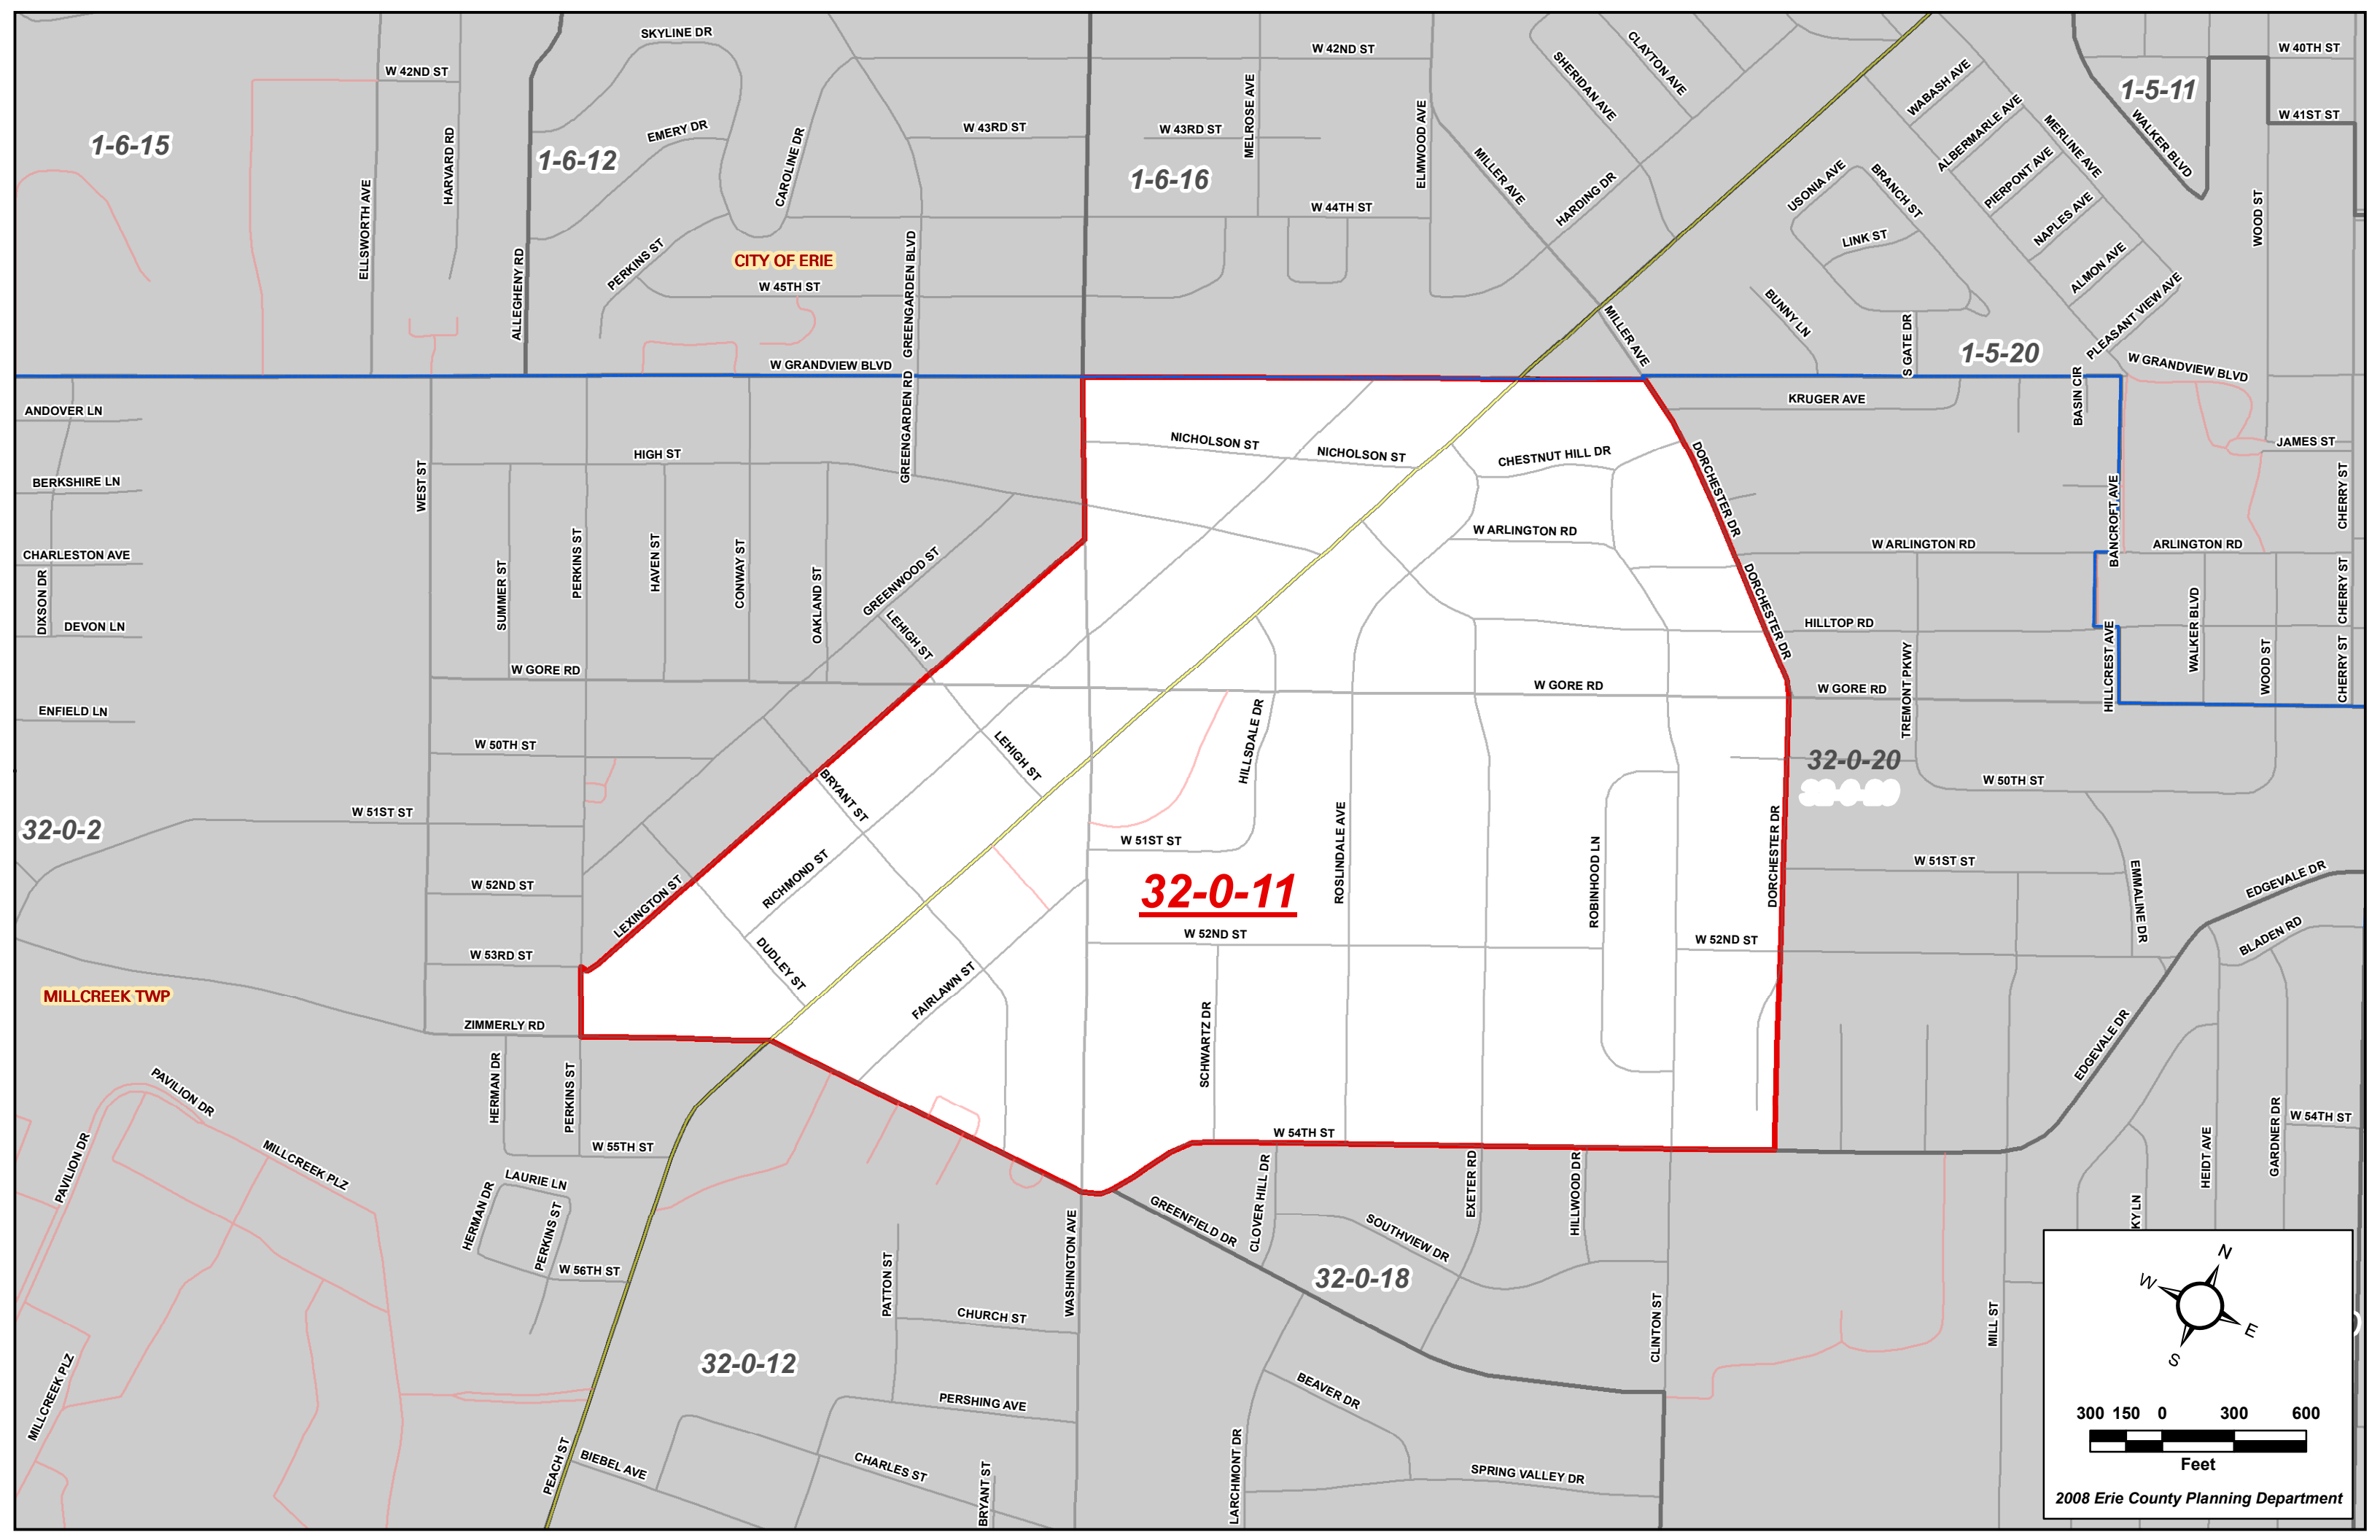 SKYLINE DR
W 42ND ST
W 42ND ST
CLAYTON AVE
SHERIDAN AVE
W 40TH ST
WABASH AVE
1-5-11
W 41ST ST
ALBERMARLE AVE
MERLINE AVE
WALKER BLVD
1-6-15
HARVARD RD
EMERY DR
1-6-12
CAROLINE DR
W 43RD ST
W 43RD ST
MELROSE AVE
ELMWOOD AVE
1-6-16
MILLER AVE
HARDING DR
USONIA AVE
BRANCH ST
PIERPONT AVE
NAPLES AVE
WOOD ST
ELLSWORTH AVE
W 44TH ST
LINK ST
ALMON AVE
PERKINS ST
CITY OF ERIE
ALLEGHENY RD
W 45TH ST
GREENGARDEN BLVD
MILLER AVE
BUNNY LN
S GATE DR
1-5-20
PLEASANT VIEW AVE
W GRANDVIEW BLVD
W GRANDVIEW BLVD
ANDOVER LN
GREENGARDEN RD
KRUGER AVE
BASIN CIR
HIGH ST
NICHOLSON ST
NICHOLSON ST
CHESTNUT HILL DR
DORCHESTER DR
JAMES ST
BERKSHIRE LN
WEST ST
BANCROFT AVE
CHERRY ST
CHARLESTON AVE
W ARLINGTON RD
W ARLINGTON RD
ARLINGTON RD
DIXSON DR
SUMMER ST
PERKINS ST
HAVEN ST
CONWAY ST
OAKLAND ST
GREENWOOD ST
LEHIGH ST
DORCHESTER DR
CHERRY ST
DEVON LN
HILLTOP RD
WALKER BLVD
W GORE RD
W GORE RD
W GORE RD
TREMONT PKWY
HILLCREST AVE
WOOD ST
CHERRY ST
ENFIELD LN
W 50TH ST
LEHIGH ST
HILLSDALE DR
32-0-20
W 50TH ST
BRYANT ST
W 51ST ST
32-0-2
W 51ST ST
ROSLINDALE AVE
ROBINHOOD LN
DORCHESTER DR
W 51ST ST
EMMALINE DR
EDGEVALE DR
W 52ND ST
RICHMOND ST
32-0-11
LEXINGTON ST
W 52ND ST
W 52ND ST
BLADEN RD
W 53RD ST
DUDLEY ST
FAIRLAWN ST
MILLCREEK TWP
ZIMMERLY RD
SCHWARTZ DR
EDGEVALE DR
PAVILION DR
HERMAN DR
PERKINS ST
W 54TH ST
W 54TH ST
GARDNER DR
HEIDT AVE
W 55TH ST
PAVILION DR
MILLCREEK PLZ
LAURIE LN
HERMAN DR
PERKINS ST
W 56TH ST
GREENFIELD DR
CLOVER HILL DR
SOUTHVIEW DR
EXETER RD
HILLWOOD DR
KY LN
PATTON ST
WASHINGTON AVE
32-0-18
CHURCH ST
CLINTON ST
MILL ST
32-0-12
MILLCREEK PLZ
PERSHING AVE
BEAVER DR
PEACH ST
BIEBEL AVE
CHARLES ST
BRYANT ST
LARCHMONT DR
SPRING VALLEY DR
N
W
E
S
300 150 0 300 600
Feet
2008 Erie County Planning Department